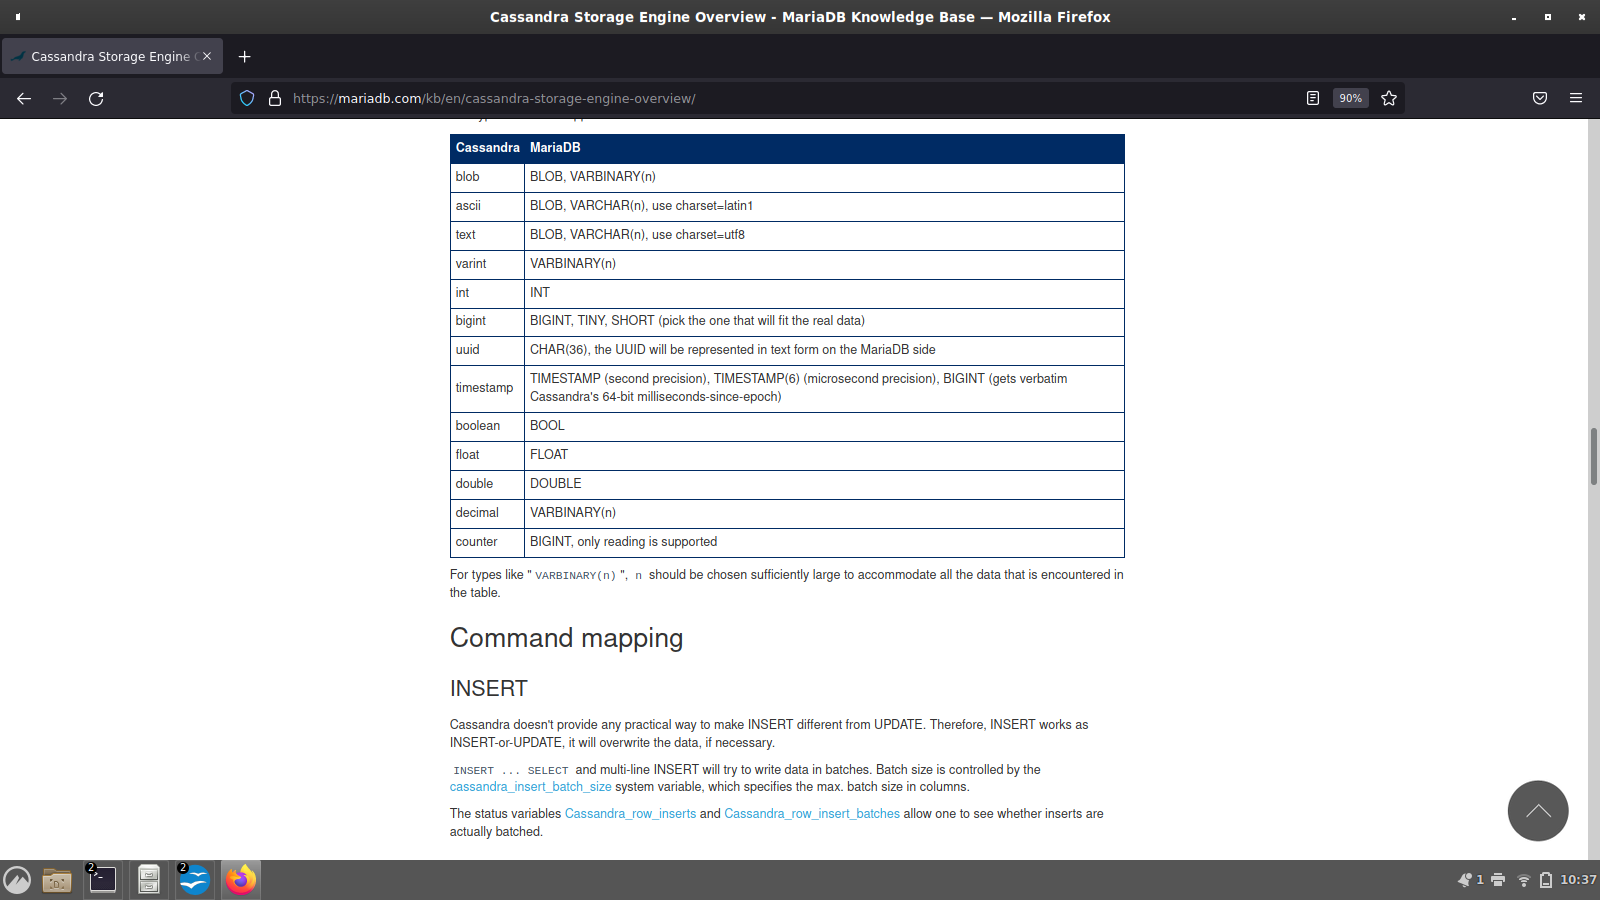 Cassandra Storage Engine Overview - MariaDB Knowledge Base — Mozilla Firefox
Cassandra Storage Engine
https://mariadb.com/kb/en/cassandra-storage-engine-overview/
90%
Cassandra MariaDB
blob BLOB, VARBINARY(n)
ascii BLOB, VARCHAR(n), use charset=latin1
text BLOB, VARCHAR(n), use charset=utf8
varint VARBINARY(n)
int INT
bigint BIGINT, TINY, SHORT (pick the one that will fit the real data)
uuid CHAR(36), the UUID will be represented in text form on the MariaDB side
timestamp TIMESTAMP (second precision), TIMESTAMP(6) (microsecond precision), BIGINT (gets verbatim
Cassandra's 64-bit milliseconds-since-epoch)
boolean BOOL
float FLOAT
double DOUBLE
decimal VARBINARY(n)
counter BIGINT, only reading is supported
For types like " VARBINARY(n) ", n should be chosen sufficiently large to accommodate all the data that is encountered in
the table.
Command mapping
INSERT
Cassandra doesn't provide any practical way to make INSERT different from UPDATE. Therefore, INSERT works as
INSERT-or-UPDATE, it will overwrite the data, if necessary.
INSERT ... SELECT and multi-line INSERT will try to write data in batches. Batch size is controlled by the
cassandra_insert_batch_size system variable, which specifies the max. batch size in columns.
The status variables Cassandra_row_inserts and Cassandra_row_insert_batches allow one to see whether inserts are
actually batched.
2
2
1
10:37